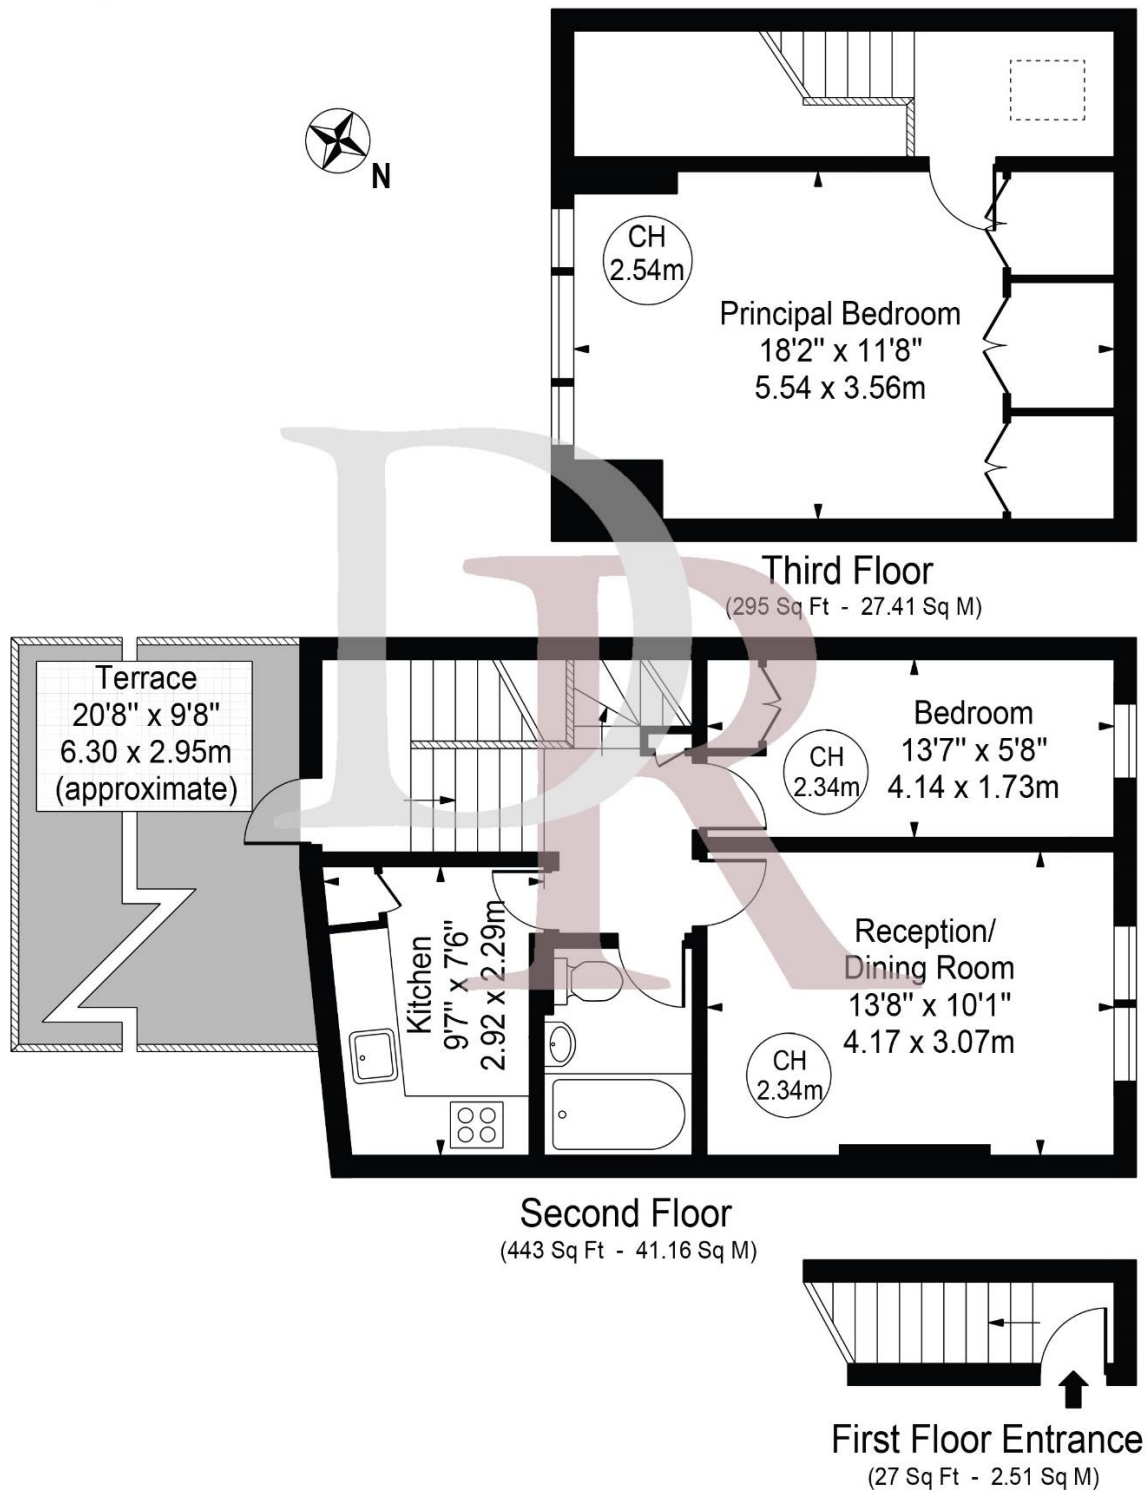 N
CH
2.54m
Principal Bedroom
18'2" x 11'8"
5.54 x 3.56m
Third Floor
(295 Sq Ft - 27.41 Sq M)
Terrace
20'8" x 9'8"
6.30 x 2.95m
(approximate)
Bedroom
13'7" x 5'8"
4.14 x 1.73m
CH
2.34m
Kitchen
9'7" x 7'6"
2.92 x 2.29m
Reception/
Dining Room
13'8" x 10'1"
4.17 x 3.07m
CH
2.34m
DR
Second Floor
(443 Sq Ft - 41.16 Sq M)
First Floor Entrance
(27 Sq Ft - 2.51 Sq M)